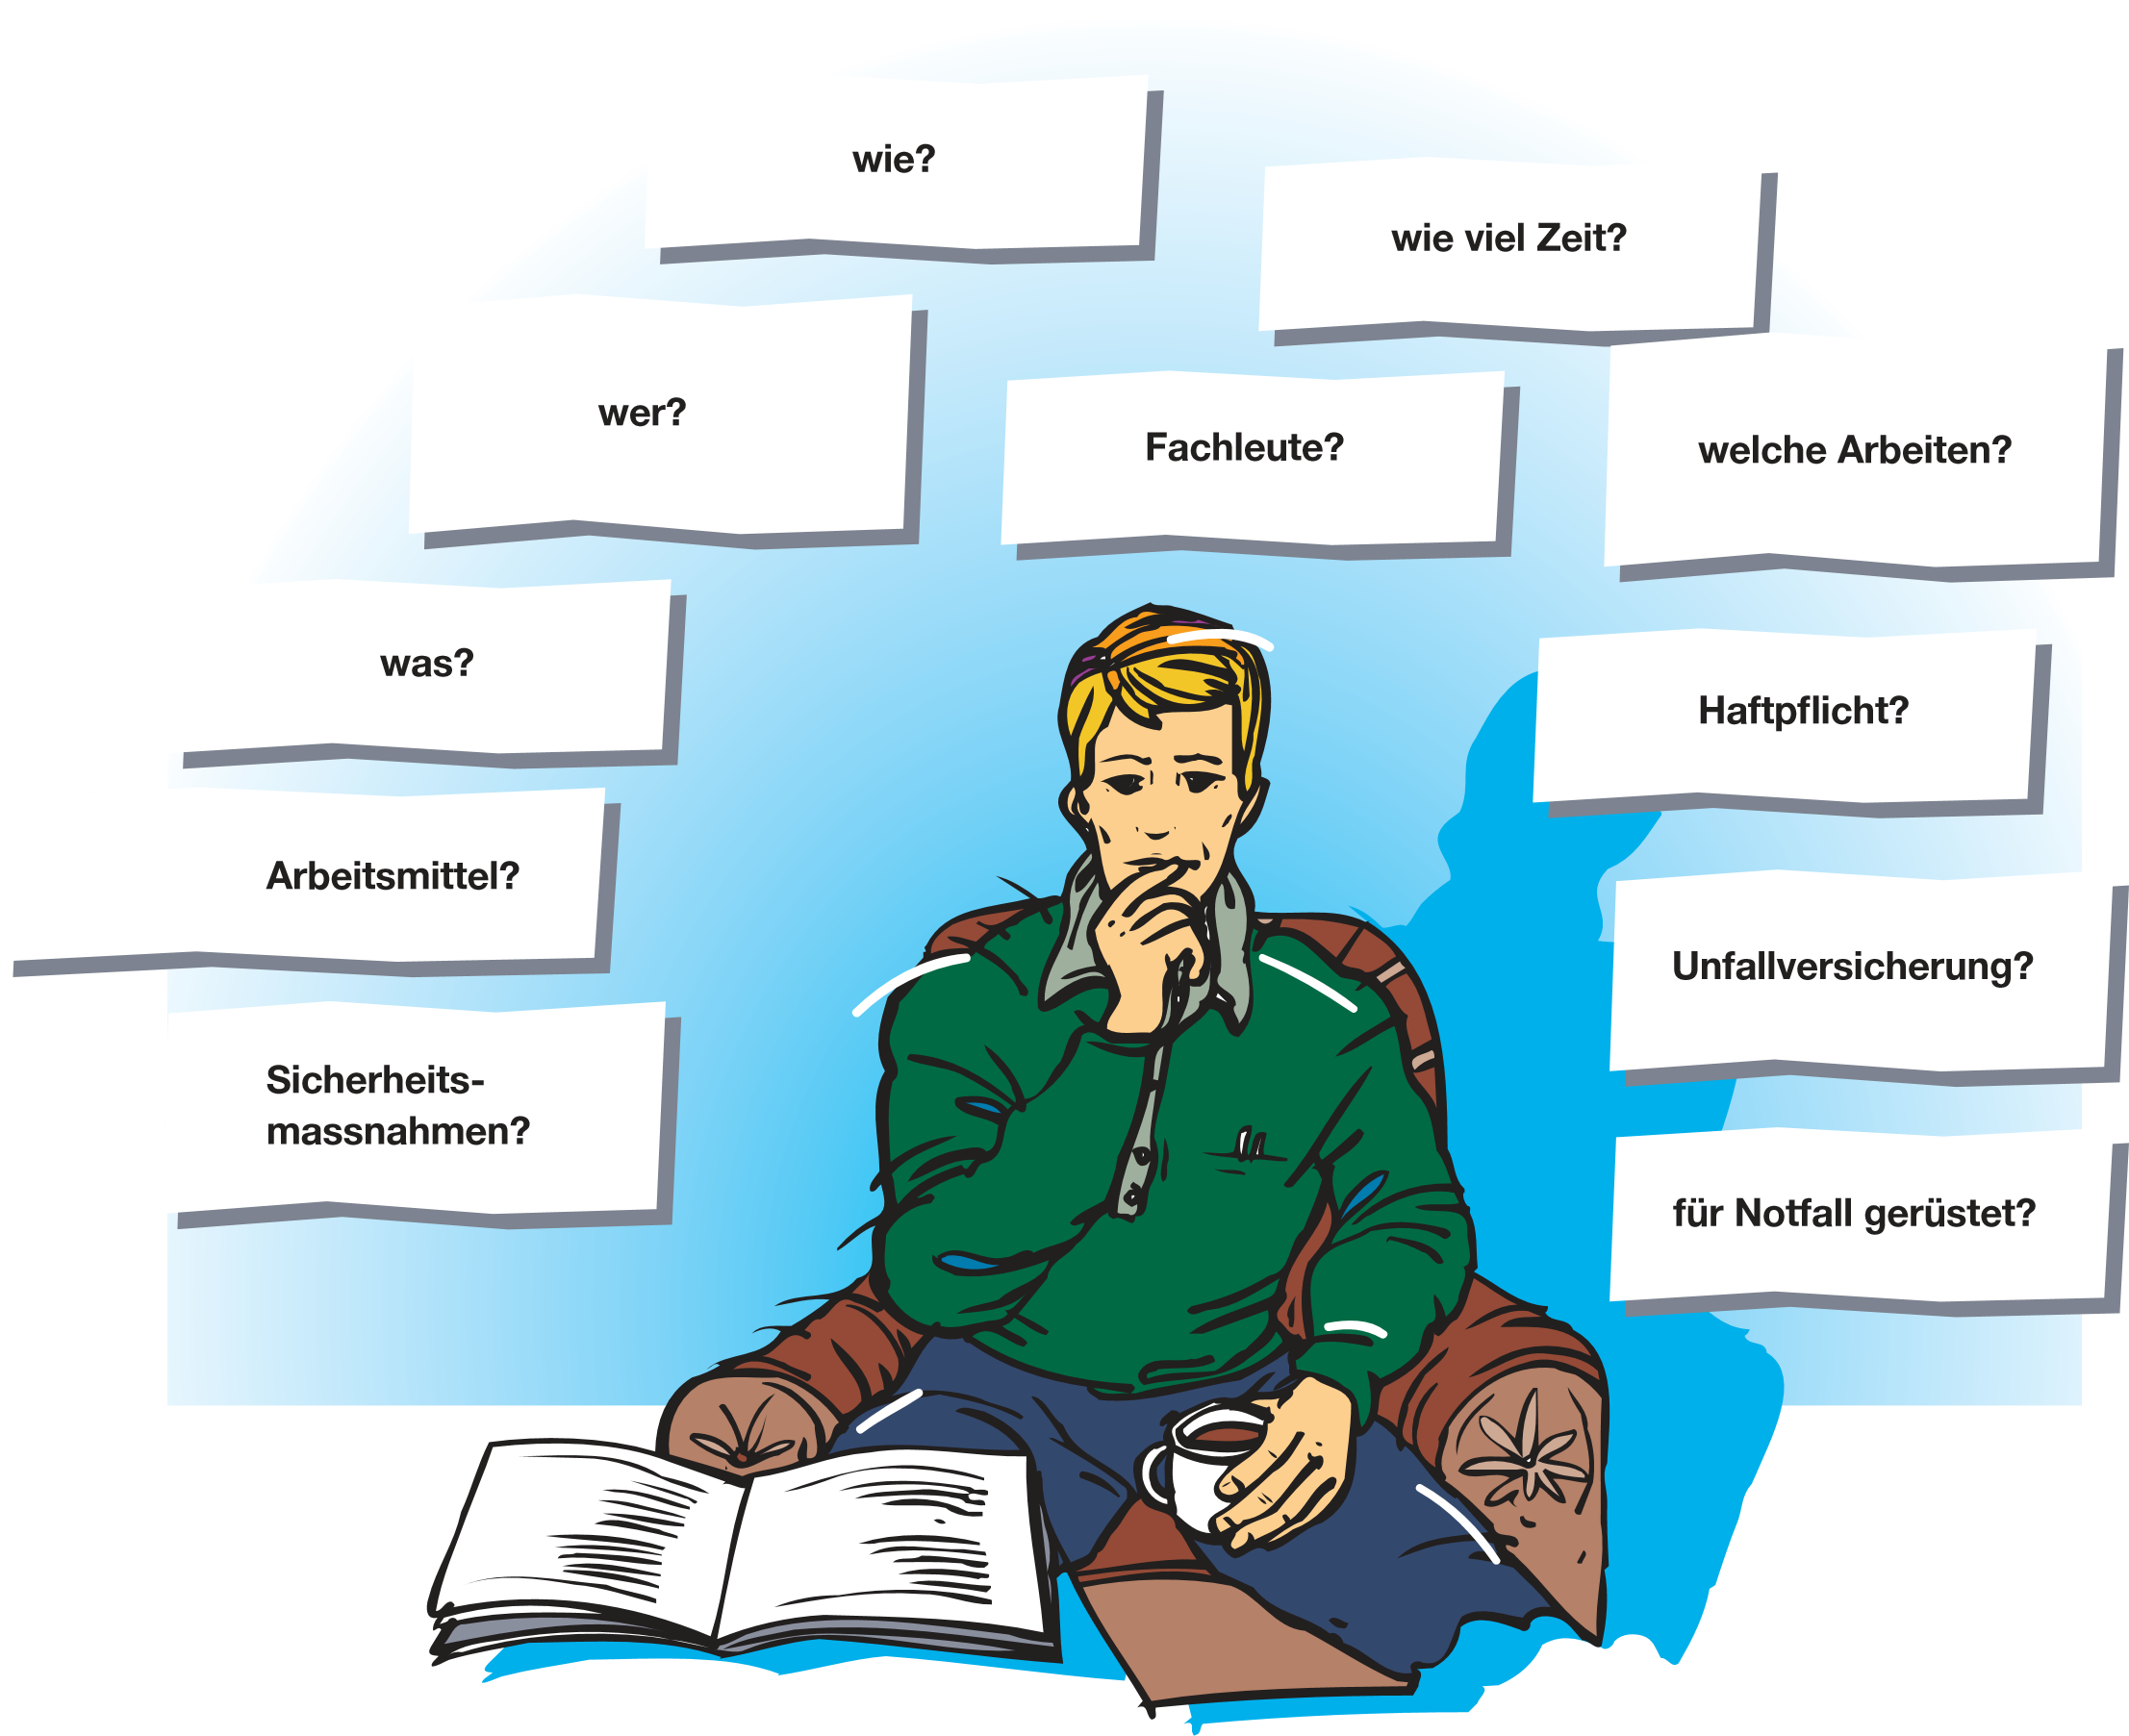 wie?
wie viel Zeit?
wer?
Fachleute?
welche Arbeiten?
was?
Haftpflicht?
Arbeitsmittel?
Unfallversicherung?
Sicherheits-
massnahmen?
für Notfall gerüstet?